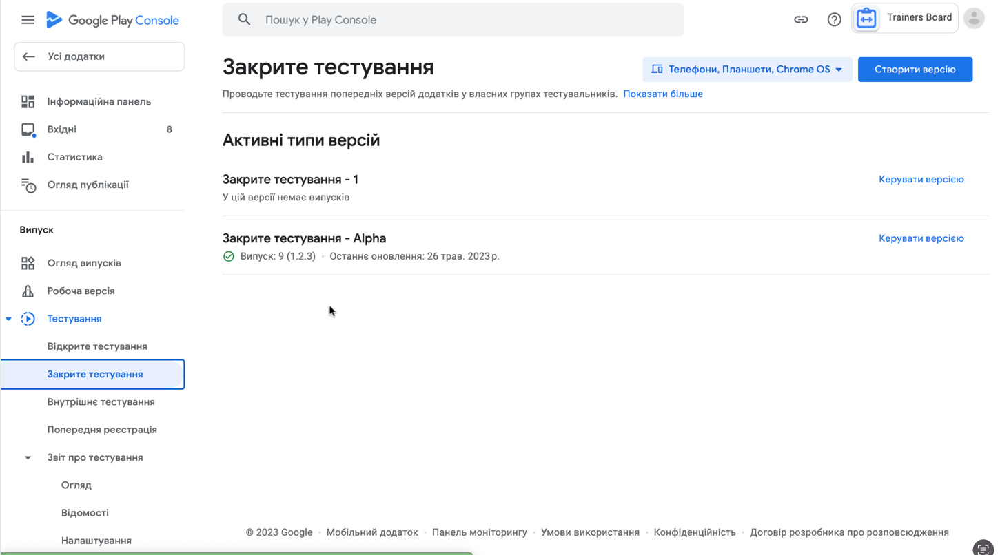 Google Play Console
Пошук у Play Console
Trainers Board
Усі додатки
Інформаційна панель
Вхідні 8
Статистика
Огляд публікації
Випуск
Огляд випусків
Робоча версія
Тестування
Відкрите тестування
Закрите тестування
Внутрішнє тестування
Попередня реєстрація
Звіт про тестування
Огляд
Відомості
Налаштування
Закрите тестування
Телефони, Планшети, Chrome OS
Створити версію
Проводьте тестування попередніх версій додатків у власних групах тестувальників. Показати більше
Активні типи версій
Закрите тестування - 1
Керувати версією
У цій версії немає випусків
Закрите тестування - Alpha
Керувати версією
Випуск: 9 (1.2.3) • Останнє оновлення: 26 трав. 2023 р.
© 2023 Google • Мобільний додаток • Панель моніторингу • Умови використання • Конфіденційність • Договір розробника про розповсюдження